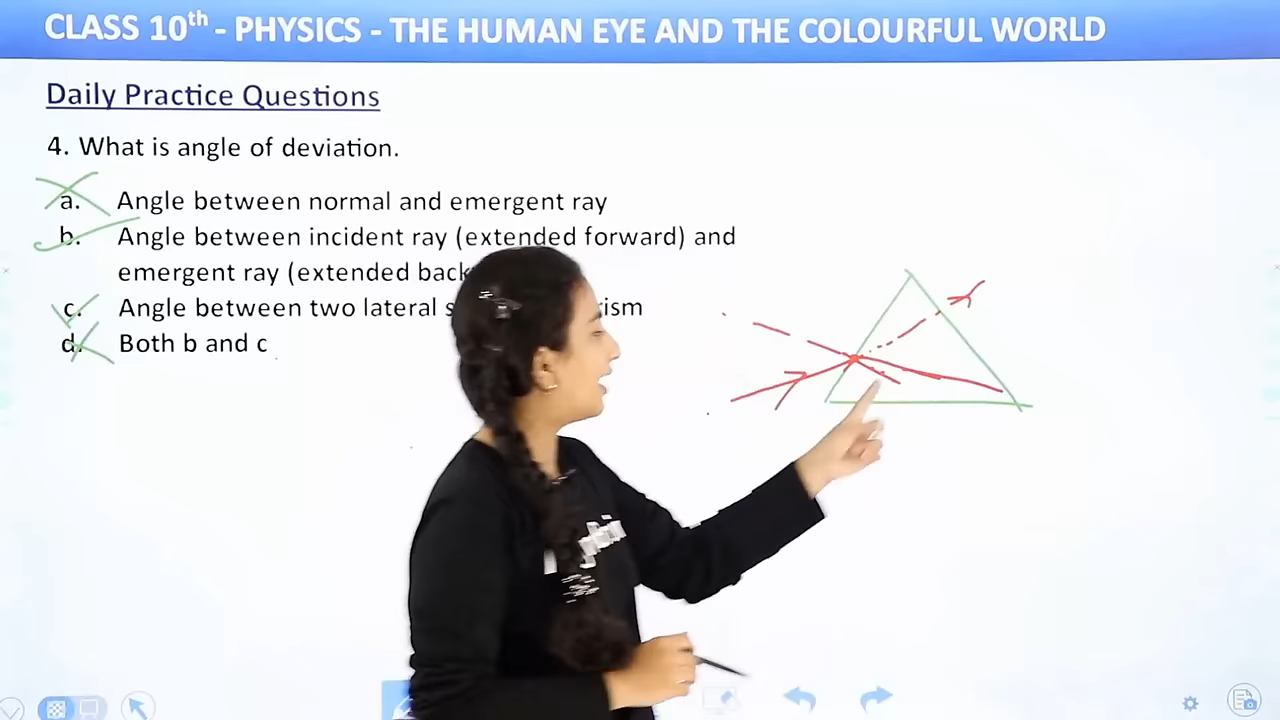 CLASS 10th - PHYSICS - THE HUMAN EYE AND THE COLOURFUL WORLD
Daily Practice Questions
4. What is angle of deviation.
a. Angle between normal and emergent ray
b. Angle between incident ray (extended forward) and
emergent ray (extended back
c. Angle between two lateral s
d. Both b and c